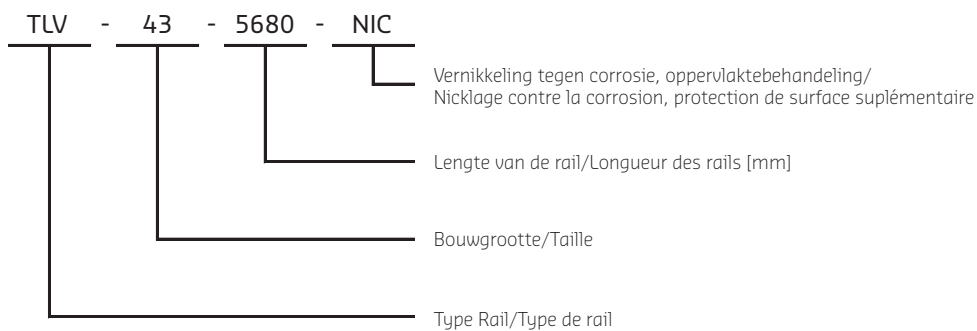 TLV - 43 - 5680 - NIC
Vernikkeling tegen corrosie, oppervlaktebehandeling/
Nicklage contre la corrosion, protection de surface suplémentaire
Lengte van de rail/Longueur des rails [mm]
Bouwgrootte/Taille
Type Rail/Type de rail